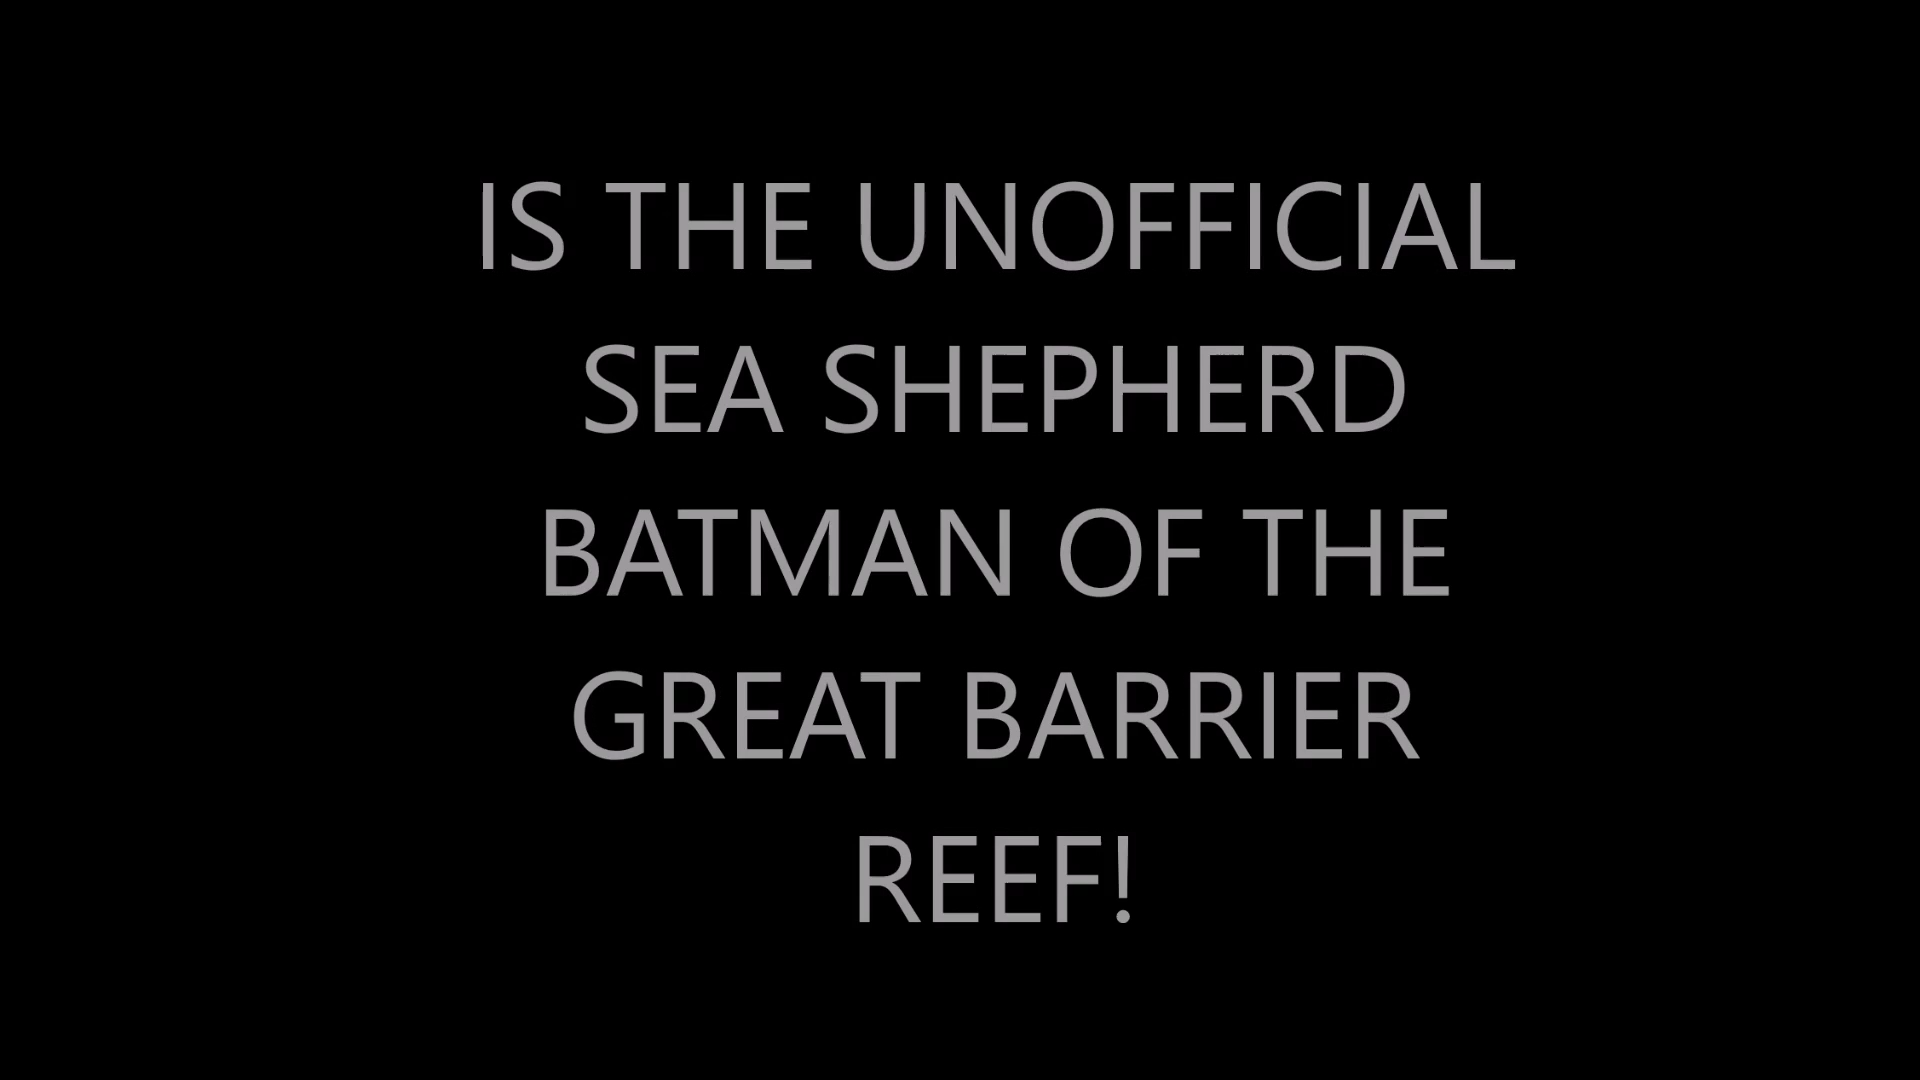 IS THE UNOFFICIAL
SEA SHEPHERD
BATMAN OF THE
GREAT BARRIER
REEF!